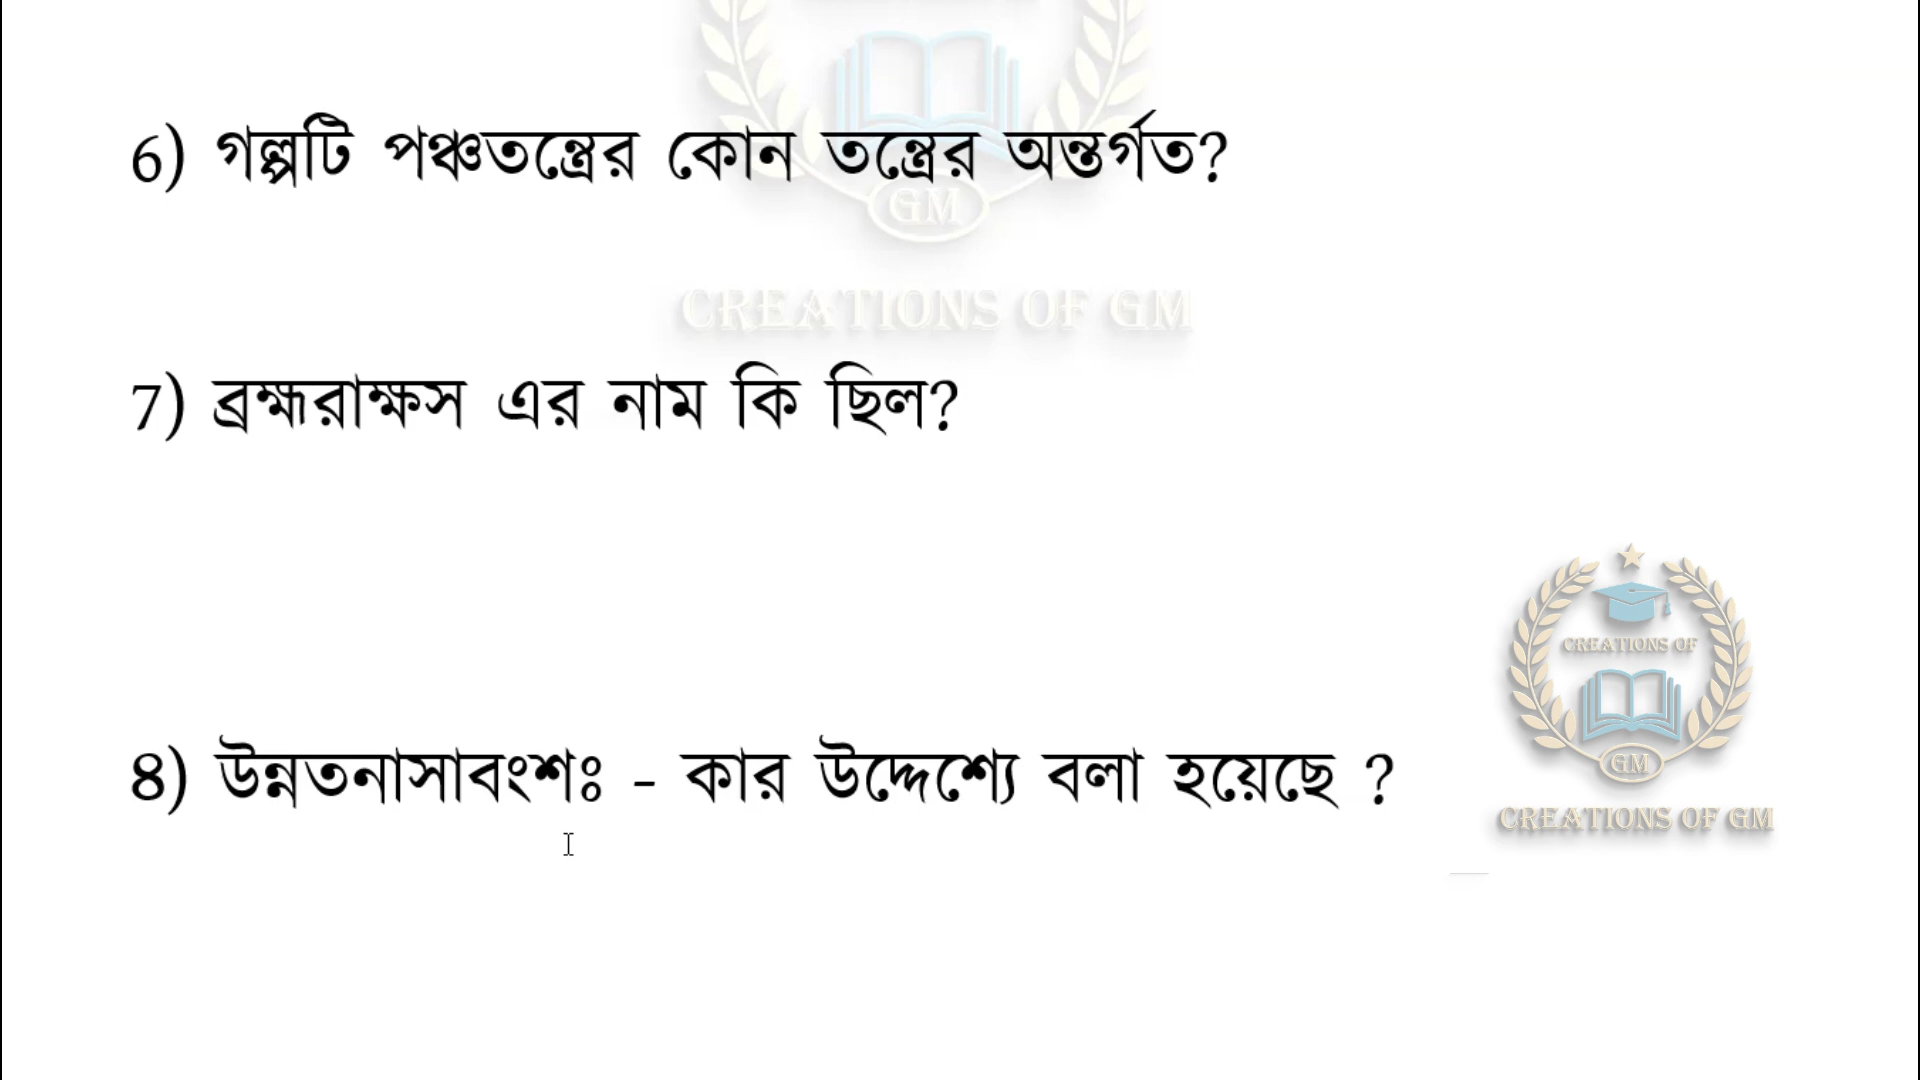 GM
CREATIONS OF GM
6) গল্পটি পঞ্চতন্ত্রের কোন তন্ত্রের অন্তর্গত?
7) ব্রহ্মরাক্ষস এর নাম কি ছিল?
8) উন্নতনাসাবংশঃ - কার উদ্দেশ্যে বলা হয়েছে ?
CREATIONS OF
GM
CREATIONS OF GM